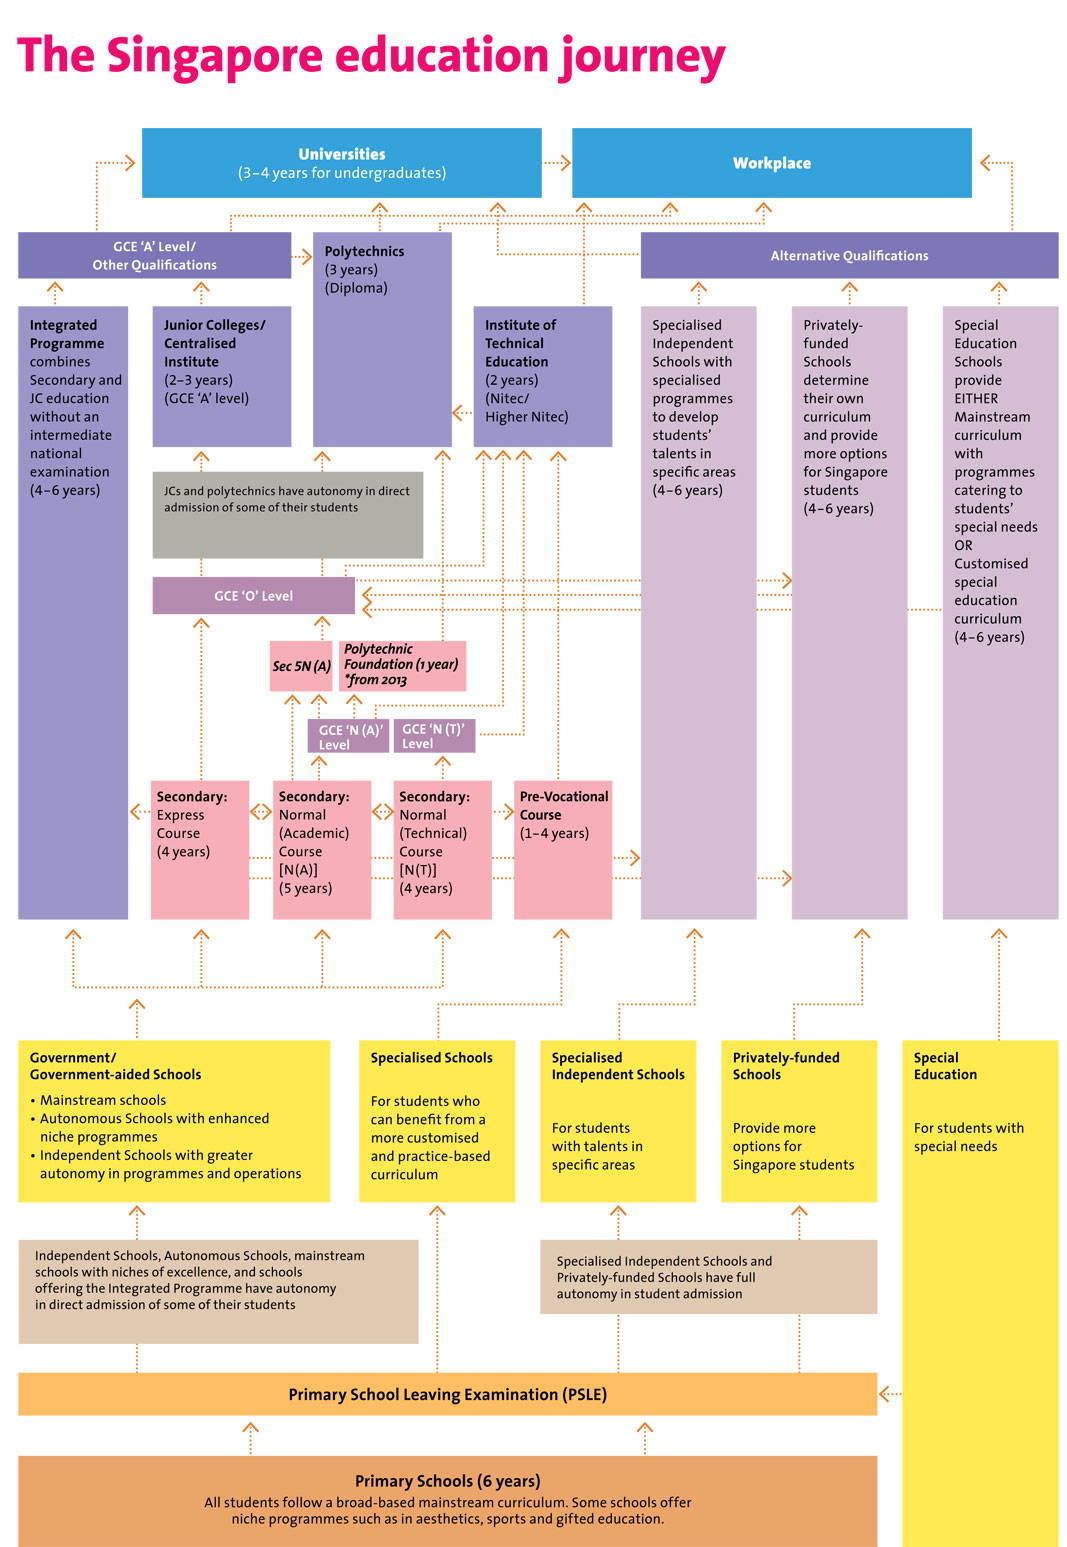 The Singapore education journey
Universities
(3–4 years for undergraduates)
Workplace
GCE ‘A’ Level/
Other Qualifications
Polytechnics
(3 years)
(Diploma)
Alternative Qualifications
Integrated
Programme
combines
Secondary and
JC education
without an
intermediate
national
examination
(4–6 years)
Junior Colleges/
Centralised
Institute
(2–3 years)
(GCE ‘A’ level)
Institute of
Technical
Education
(2 years)
(Nitec/
Higher Nitec)
Specialised
Independent
Schools with
specialised
programmes
to develop
students’
talents in
specific areas
(4–6 years)
Privately-
funded
Schools
determine
their own
curriculum
and provide
more options
for Singapore
students
(4–6 years)
Special
Education
Schools
provide
EITHER
Mainstream
curriculum
with
programmes
catering to
students’
special needs
OR
Customised
special
education
curriculum
(4–6 years)
JCs and polytechnics have autonomy in direct
admission of some of their students
GCE ‘O’ Level
Sec 5N (A)
Polytechnic
Foundation (1 year)
*from 2013
GCE ‘N (A)’
Level
GCE ‘N (T)’
Level
Secondary:
Express
Course
(4 years)
Secondary:
Normal
(Academic)
Course
[N(A)]
(5 years)
Secondary:
Normal
(Technical)
Course
[N(T)]
(4 years)
Pre-Vocational
Course
(1–4 years)
Government/
Government-aided Schools
• Mainstream schools
• Autonomous Schools with enhanced
niche programmes
• Independent Schools with greater
autonomy in programmes and operations
Specialised Schools
For students who
can benefit from a
more customised
and practice-based
curriculum
Specialised
Independent Schools
For students
with talents in
specific areas
Privately-funded
Schools
Provide more
options for
Singapore students
Special
Education
For students with
special needs
Independent Schools, Autonomous Schools, mainstream
schools with niches of excellence, and schools
offering the Integrated Programme have autonomy
in direct admission of some of their students
Specialised Independent Schools and
Privately-funded Schools have full
autonomy in student admission
Primary School Leaving Examination (PSLE)
Primary Schools (6 years)
All students follow a broad-based mainstream curriculum. Some schools offer
niche programmes such as in aesthetics, sports and gifted education.